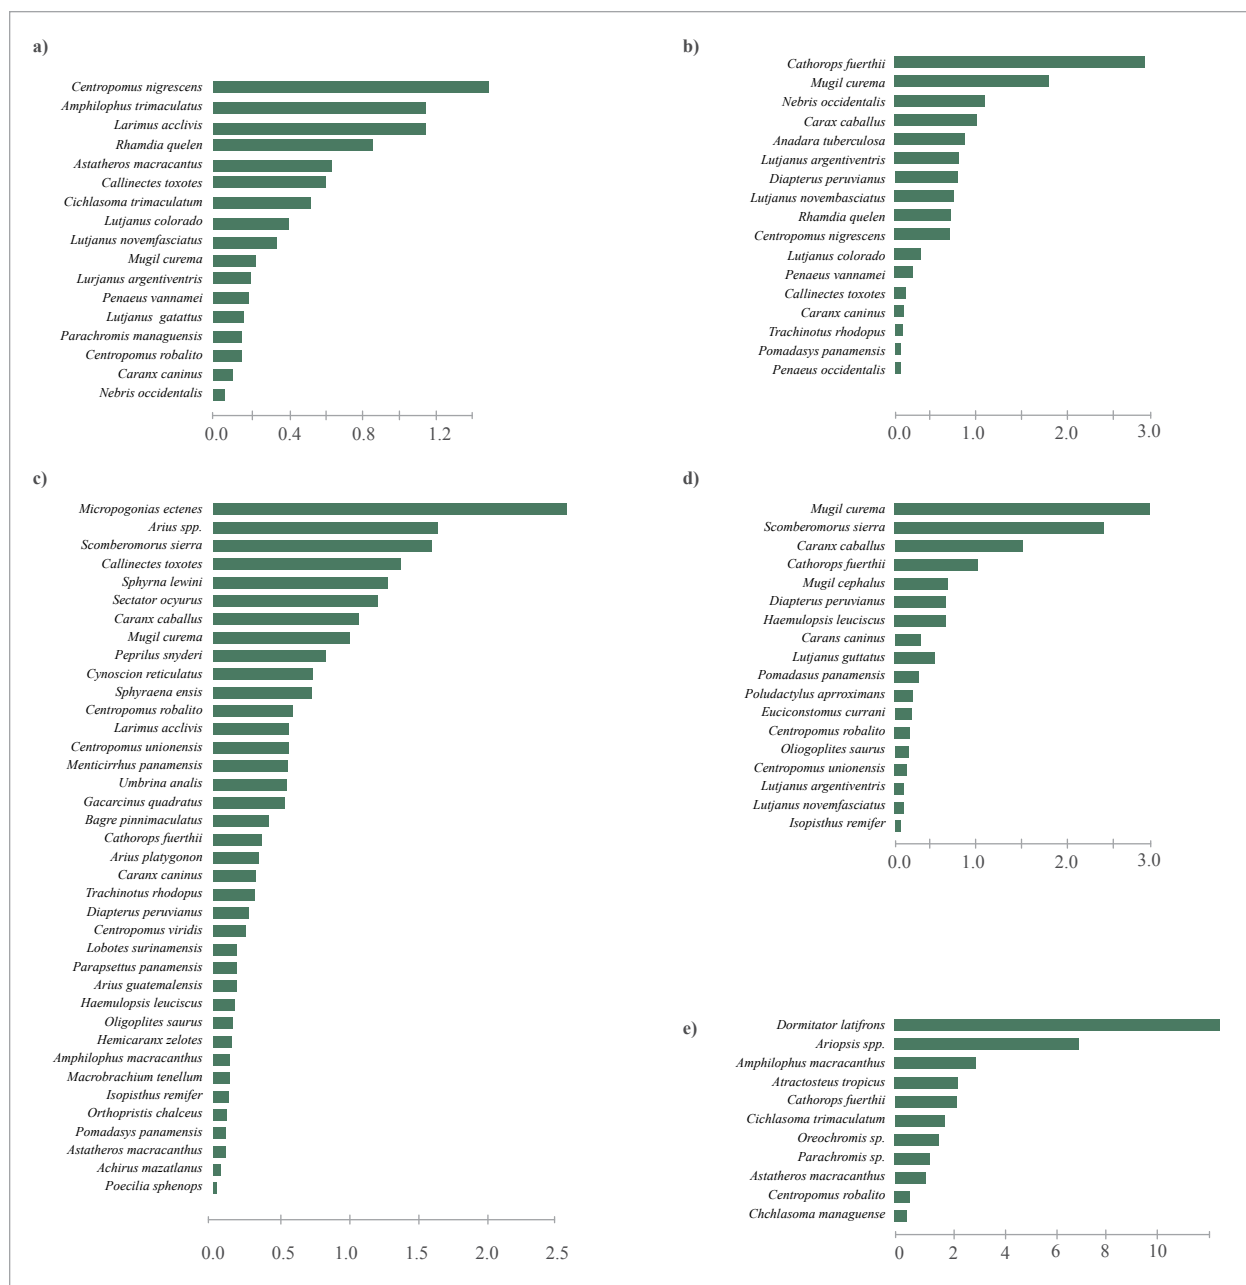 a)
Centropomus nigrescens
Amphilophus trimaculatus
Larimus acclivis
Rhamdia quelen
Astatheros macracantus
Callinectes toxotes
Cichlasoma trimaculatum
Lutjanus colorado
Lutjanus novemfasciatus
Mugil curema
Lurjanus argentiventris
Penaeus vannamei
Lutjanus gatattus
Parachromis managuensis
Centropomus robalito
Caranx caninus
Nebris occidentalis
0.0 0.4 0.8 1.2
b)
Cathorops fuerthii
Mugil curema
Nebris occidentalis
Carax caballus
Anadara tuberculosa
Lutjanus argentiventris
Diapterus peruvianus
Lutjanus novembasciatus
Rhamdia quelen
Centropomus nigrescens
Lutjanus colorado
Penaeus vannamei
Callinectes toxotes
Caranx caninus
Trachinotus rhodopus
Pomadasys panamensis
Penaeus occidentalis
0.0 1.0 2.0 3.0
c)
Micropogonias ectenes
Arius spp.
Scomberomorus sierra
Callinectes toxotes
Sphyrna lewini
Sectator ocyurus
Caranx caballus
Mugil curema
Peprilus snyderi
Cynoscion reticulatus
Sphyraena ensis
Centropomus robalito
Larimus acclivis
Centropomus unionensis
Menticirrhus panamensis
Umbrina analis
Gacarcinus quadratus
Bagre pinnimaculatus
Cathorops fuerthii
Arius platygonon
Caranx caninus
Trachinotus rhodopus
Diapterus peruvianus
Centropomus viridis
Lobotes surinamensis
Parapsettus panamensis
Arius guatemalensis
Haemulopsis leuciscus
Oligoplites saurus
Hemicaranx zelotes
Amphilophus macracanthus
Macrobrachium tenellum
Isopisthus remifer
Orthopristis chalceus
Pomadasys panamensis
Astatheros macracanthus
Achirus mazatlanus
Poecilia sphenops
0.0 0.5 1.0 1.5 2.0 2.5
d)
Mugil curema
Scomberomorus sierra
Caranx caballus
Cathorops fuerthii
Mugil cephalus
Diapterus peruvianus
Haemulopsis leuciscus
Carans caninus
Lutjanus guttatus
Pomadasus panamensis
Poludactylus aprroximans
Euciconstomus currani
Centropomus robalito
Oliogoplites saurus
Centropomus unionensis
Lutjanus argentiventris
Lutjanus novemfasciatus
Isopisthus remifer
0.0 1.0 2.0 3.0
e)
Dormitator latifrons
Ariopsis spp.
Amphilophus macracanthus
Atractosteus tropicus
Cathorops fuerthii
Cichlasoma trimaculatum
Oreochromis sp.
Parachromis sp.
Astatheros macracanthus
Centropomus robalito
Chchlasoma managuense
0 2 4 6 8 10